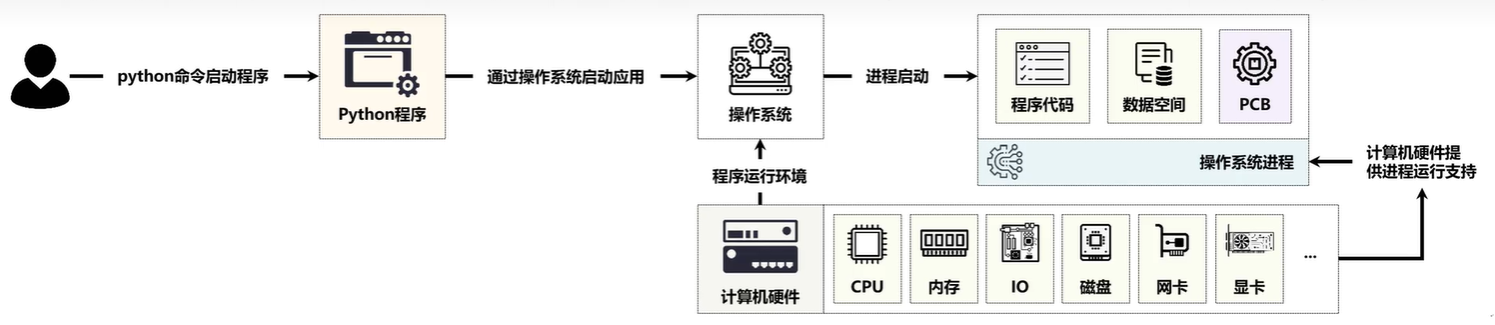 python命令启动程序
Python程序
通过操作系统启动应用
操作系统
进程启动
程序代码
数据空间
PCB
操作系统进程
计算机硬件提
供进程运行支持
程序运行环境
计算机硬件
CPU
内存
IO
磁盘
网卡
显卡
...